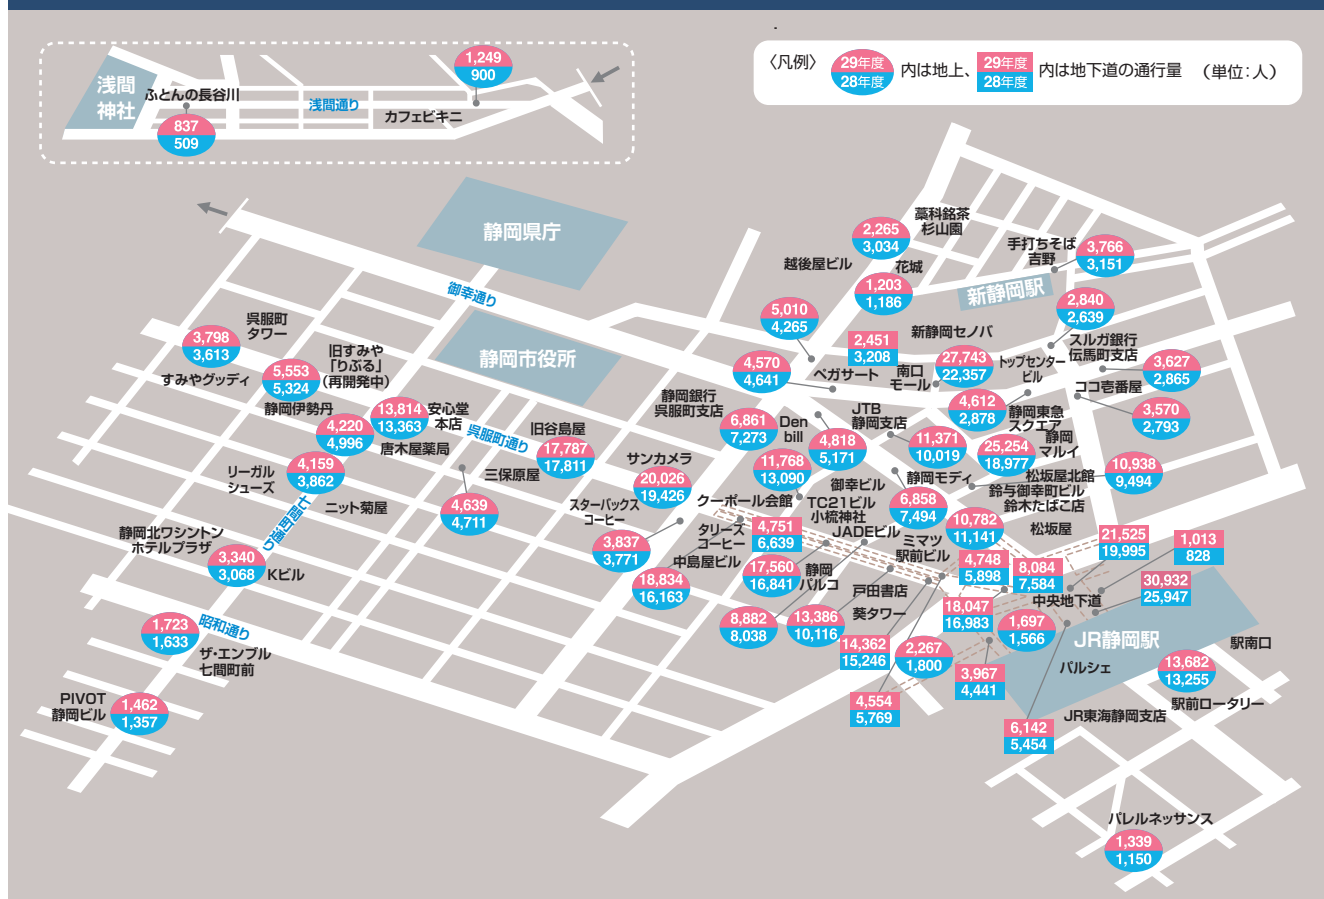 〈凡例〉
29年度
28年度
内は地上、
29年度
28年度
内は地下道の通行量
（単位：人）
浅間
神社
ふとんの長谷川
837
509
浅間通り
1,249
900
カフェビキニ
静岡県庁
御幸通り
静岡市役所
呉服町
タワー
3,798
3,613
すみやグッディ
5,553
5,324
旧すみや
「りぶる」
（再開発中）
静岡伊勢丹
4,220
4,996
13,814
13,363
安心堂
本店
呉服町通り
唐木屋薬局
4,159
3,862
リーガル
シューズ
ニット菊屋
七間町通り
静岡北ワシントン
ホテルプラザ
3,340
3,068
Kビル
昭和通り
1,723
1,633
ザ・エンブル
七間町前
PIVOT
静岡ビル
1,462
1,357
三保原屋
4,639
4,711
旧谷島屋
17,787
17,811
サンカメラ
20,026
19,426
スターバックス
コーヒー
3,837
3,771
18,834
16,163
中島屋ビル
タリーズ
コーヒー
クーポール会館
静岡銀行
呉服町支店
6,861
7,273
Den
bill
4,818
5,171
11,768
13,090
4,751
6,639
17,560
16,841
静岡
パルコ
8,882
8,038
13,386
10,116
戸田書店
葵タワー
14,362
15,246
2,267
1,800
4,554
5,769
藁科銘茶
杉山園
2,265
3,034
越後屋ビル
花城
1,203
1,186
手打ちそば
吉野
3,766
3,151
新静岡駅
5,010
4,265
4,570
4,641
2,451
3,208
新静岡セノバ
2,840
2,639
ペガサート
南口
モール
27,743
22,357
トップセンター
ビル
スルガ銀行
伝馬町支店
3,627
2,865
ココ壱番屋
3,570
2,793
4,612
2,878
静岡東急
スクエア
JTB
静岡支店
11,371
10,019
25,254
18,977
静岡
マルイ
静岡モディ
松坂屋北館
10,938
9,494
鈴与御幸町ビル
鈴木たばこ店
御幸ビル
TC21ビル
小梳神社
JADEビル
6,858
7,494
10,782
11,141
ミマツ
駅前ビル
松坂屋
4,748
5,898
8,084
7,584
21,525
19,995
1,013
828
30,932
25,947
中央地下道
18,047
16,983
1,697
1,566
JR静岡駅
パルシェ
3,967
4,441
6,142
5,454
JR東海静岡支店
駅南口
13,682
13,255
駅前ロータリー
パレルネッサンス
1,339
1,150